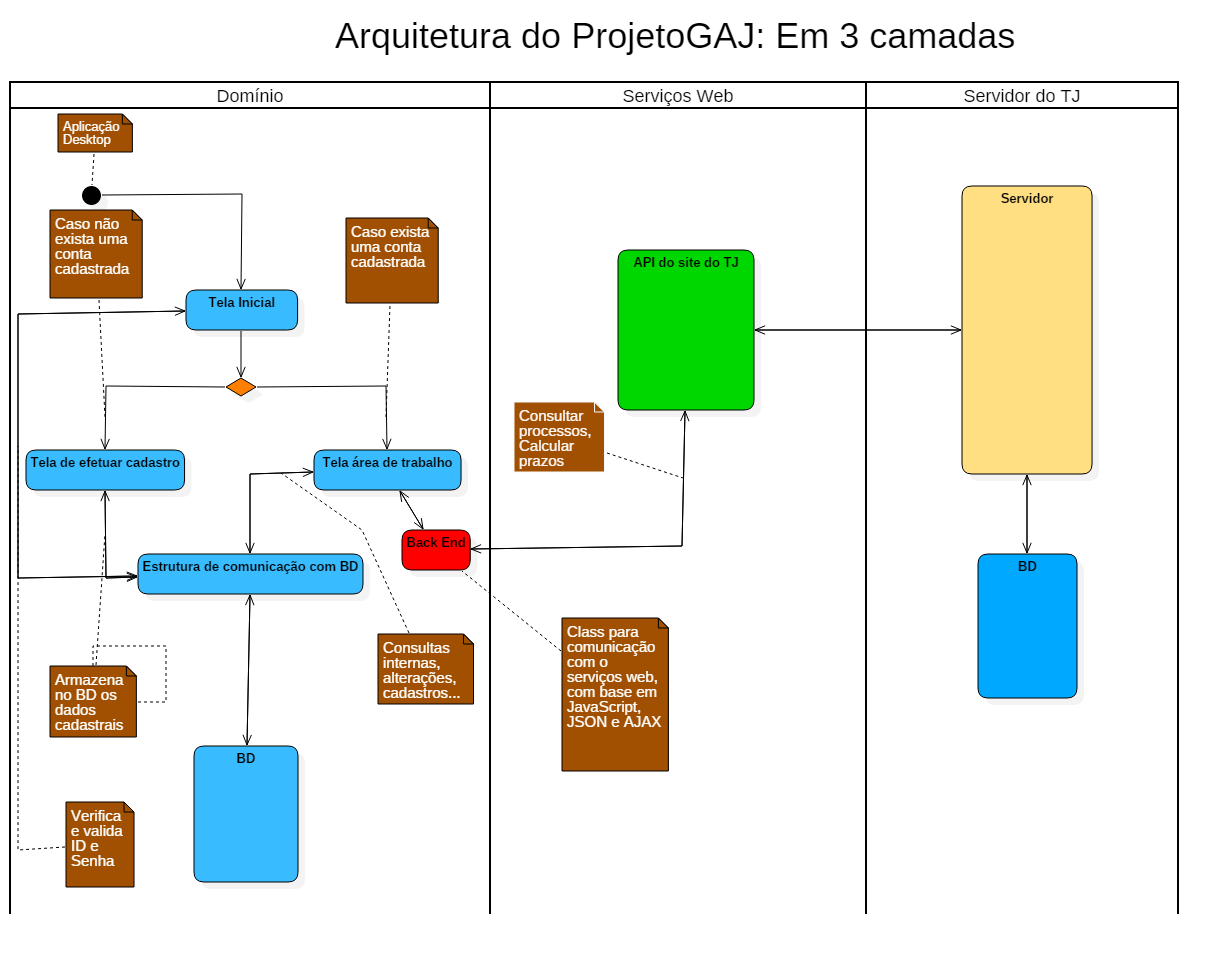 Arquitetura do ProjetoGAJ: Em 3 camadas
Domínio
Serviços Web
Servidor do TJ
Aplicação
Desktop
Caso não
exista uma
conta
cadastrada
Caso exista
uma conta
cadastrada
Tela Inicial
Tela de efetuar cadastro
Tela área de trabalho
Back End
Estrutura de comunicação com BD
Armazena
no BD os
dados
cadastrais
Consultas
internas,
alterações,
cadastros...
BD
Verifica
e valida
ID e
Senha
API do site do TJ
Consultar
processos,
Calcular
prazos
Class para
comunicação
com o
serviços web,
com base em
JavaScript,
JSON e AJAX
Servidor
BD